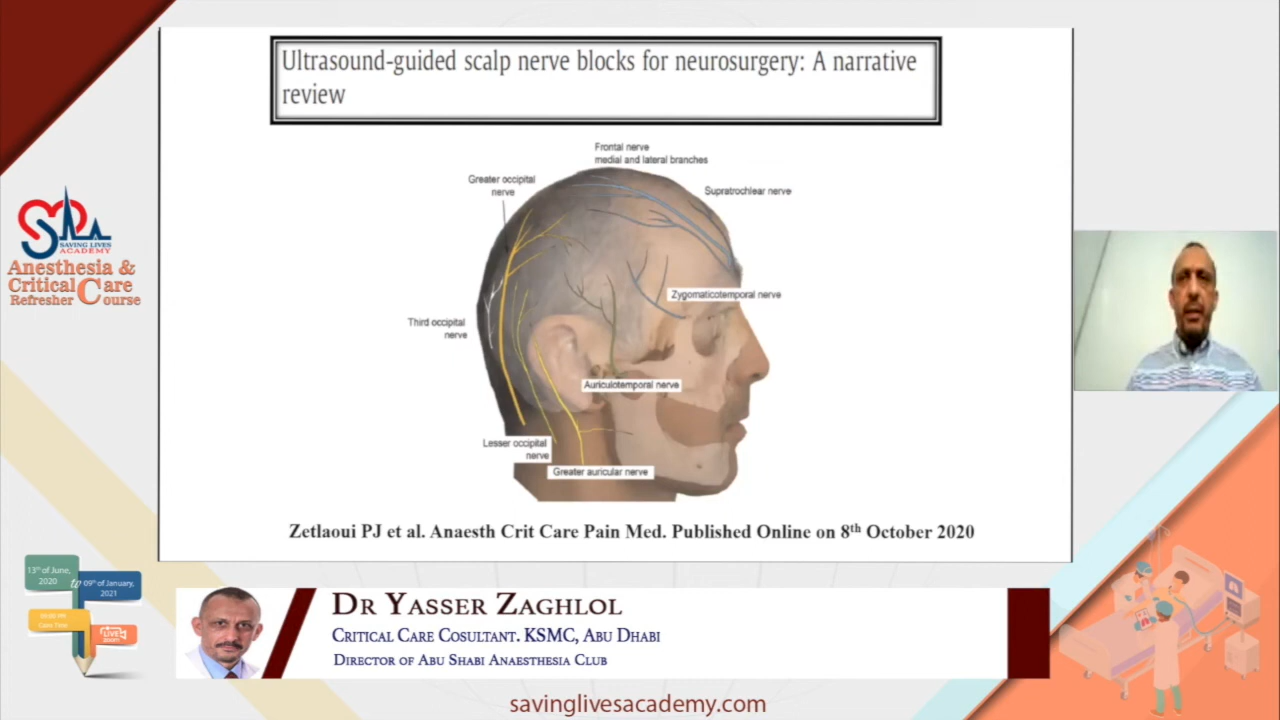 Ultrasound-guided scalp nerve blocks for neurosurgery: A narrative
review
Frontal nerve
medial and lateral branches
Greater occipital
nerve
Supratrochlear nerve
Zygomaticotemporal nerve
Third occipital
nerve
Auriculotemporal nerve
Lesser occipital
nerve
Greater auricular nerve
Zetlaoui PJ et al. Anaesth Crit Care Pain Med. Published Online on 8th October 2020
SAVING LIVES
ACADEMY
Anesthesia &
Critical Care
Refresher Course
13th of June,
2020
to
09th of January,
2021
Cairo Time
LIVE
Dr Yasser Zaghlol
Critical Care Cosultant. KSMC, Abu Dhabi
Director of Abu Shabi Anaesthesia Club
savinglivesacademy.com